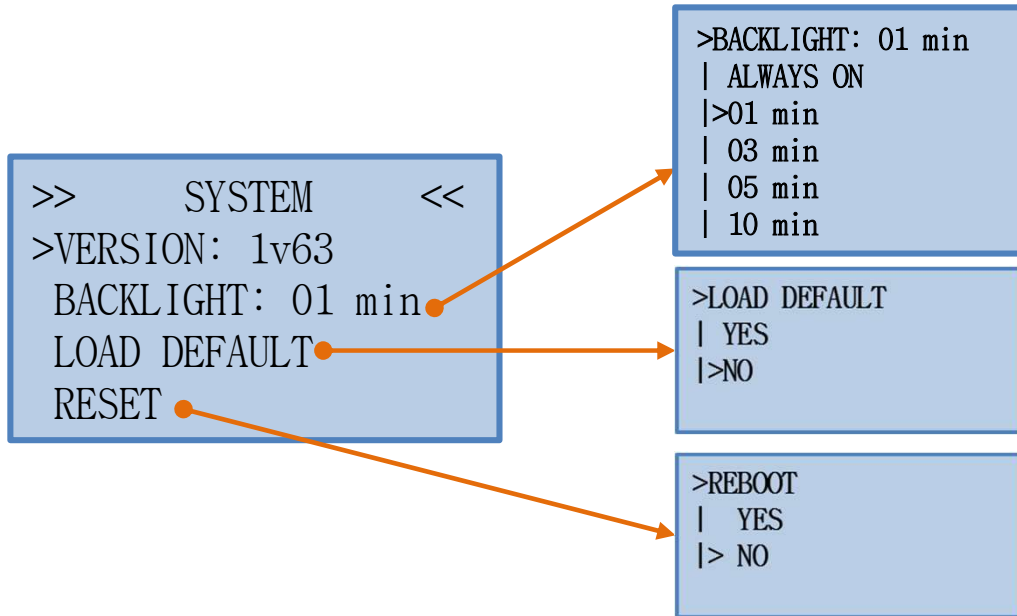 >> SYSTEM <<
>VERSION: 1v63
BACKLIGHT: 01 min
LOAD DEFAULT
RESET
>BACKLIGHT: 01 min
| ALWAYS ON
|>01 min
| 03 min
| 05 min
| 10 min
>LOAD DEFAULT
| YES
|>NO
>REBOOT
| YES
|> NO